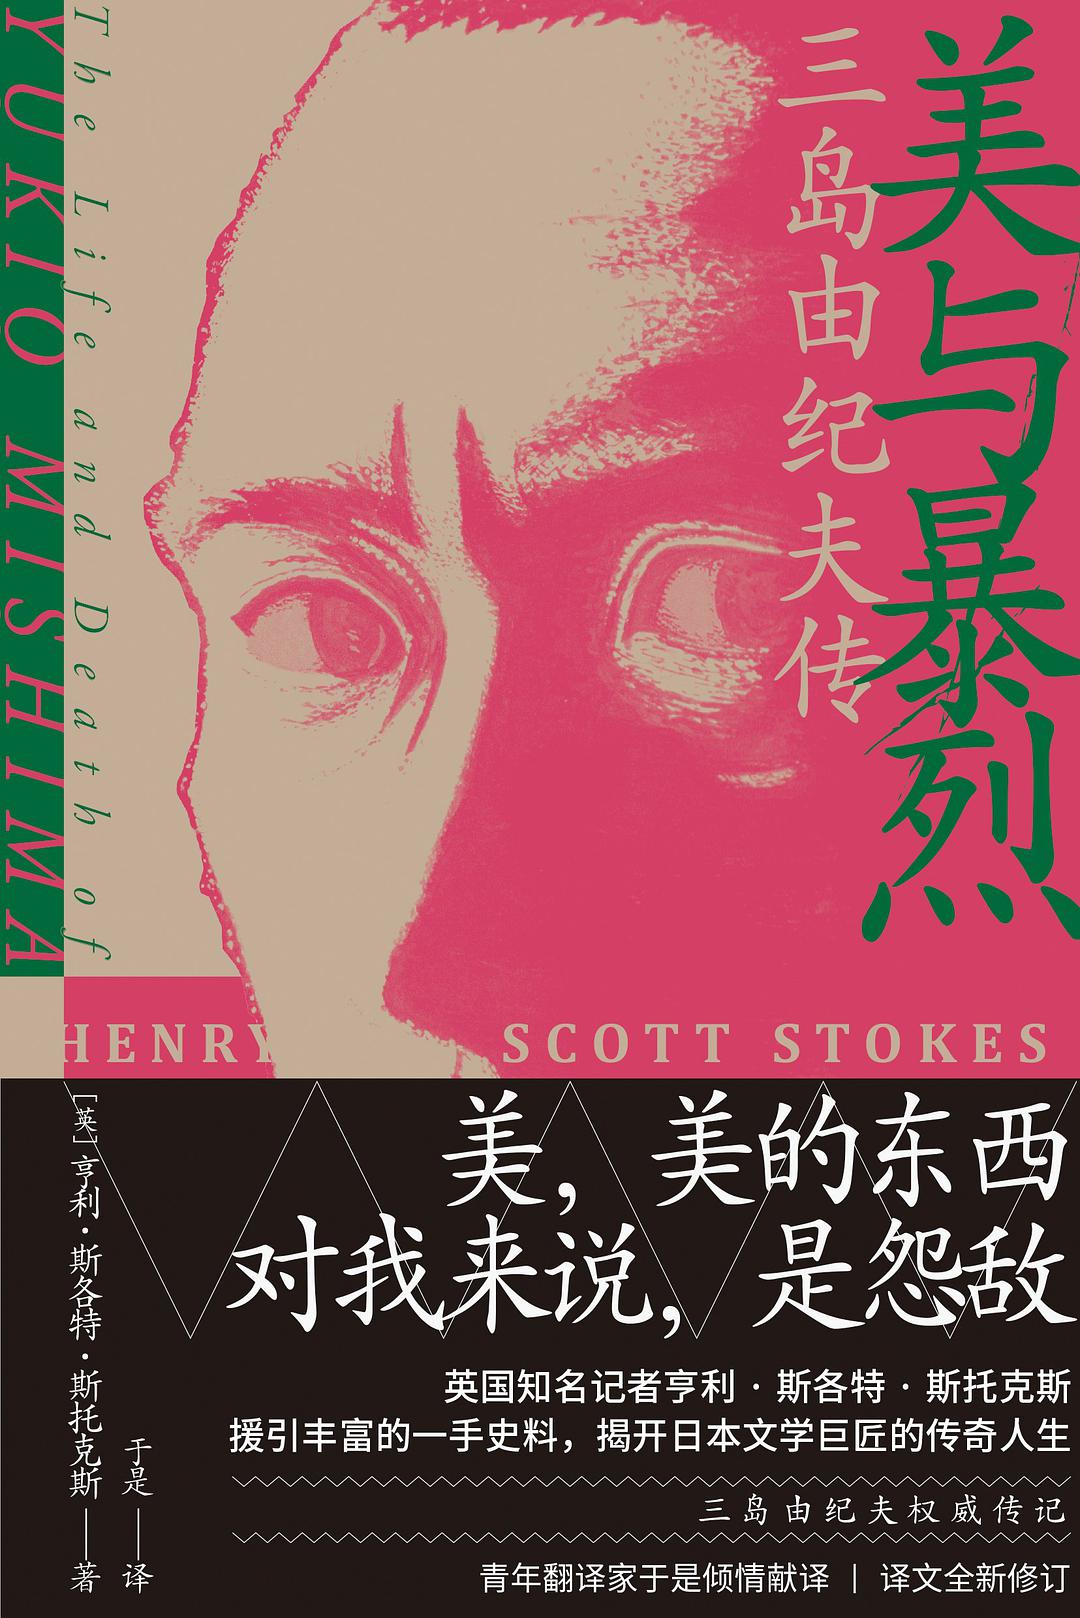 美与暴烈
三岛由纪夫传
The Life and Death of
YUKIO MISHIMA
HENRY SCOTT STOKES
美，美的东西
对我来说，是怨敌
英国知名记者亨利·斯各特·斯托克斯
援引丰富的一手史料，揭开日本文学巨匠的传奇人生
三岛由纪夫权威传记
青年翻译家于是倾情献译｜译文全新修订
[英]亨利·斯各特·斯托克斯——著
于是——译